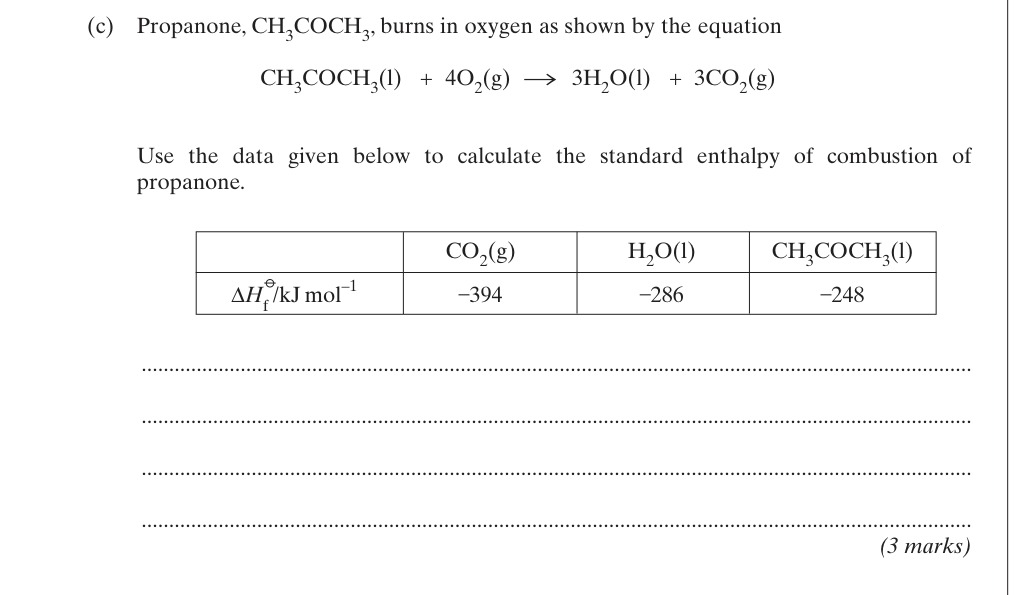 (c) Propanone, CH₃COCH₃, burns in oxygen as shown by the equation
CH₃COCH₃(l) + 4O₂(g) ⟶ 3H₂O(l) + 3CO₂(g)
Use the data given below to calculate the standard enthalpy of combustion of
propanone.
CO₂(g) H₂O(l) CH₃COCH₃(l)
ΔH_f^⦵/kJ mol⁻¹ −394 −286 −248
(3 marks)